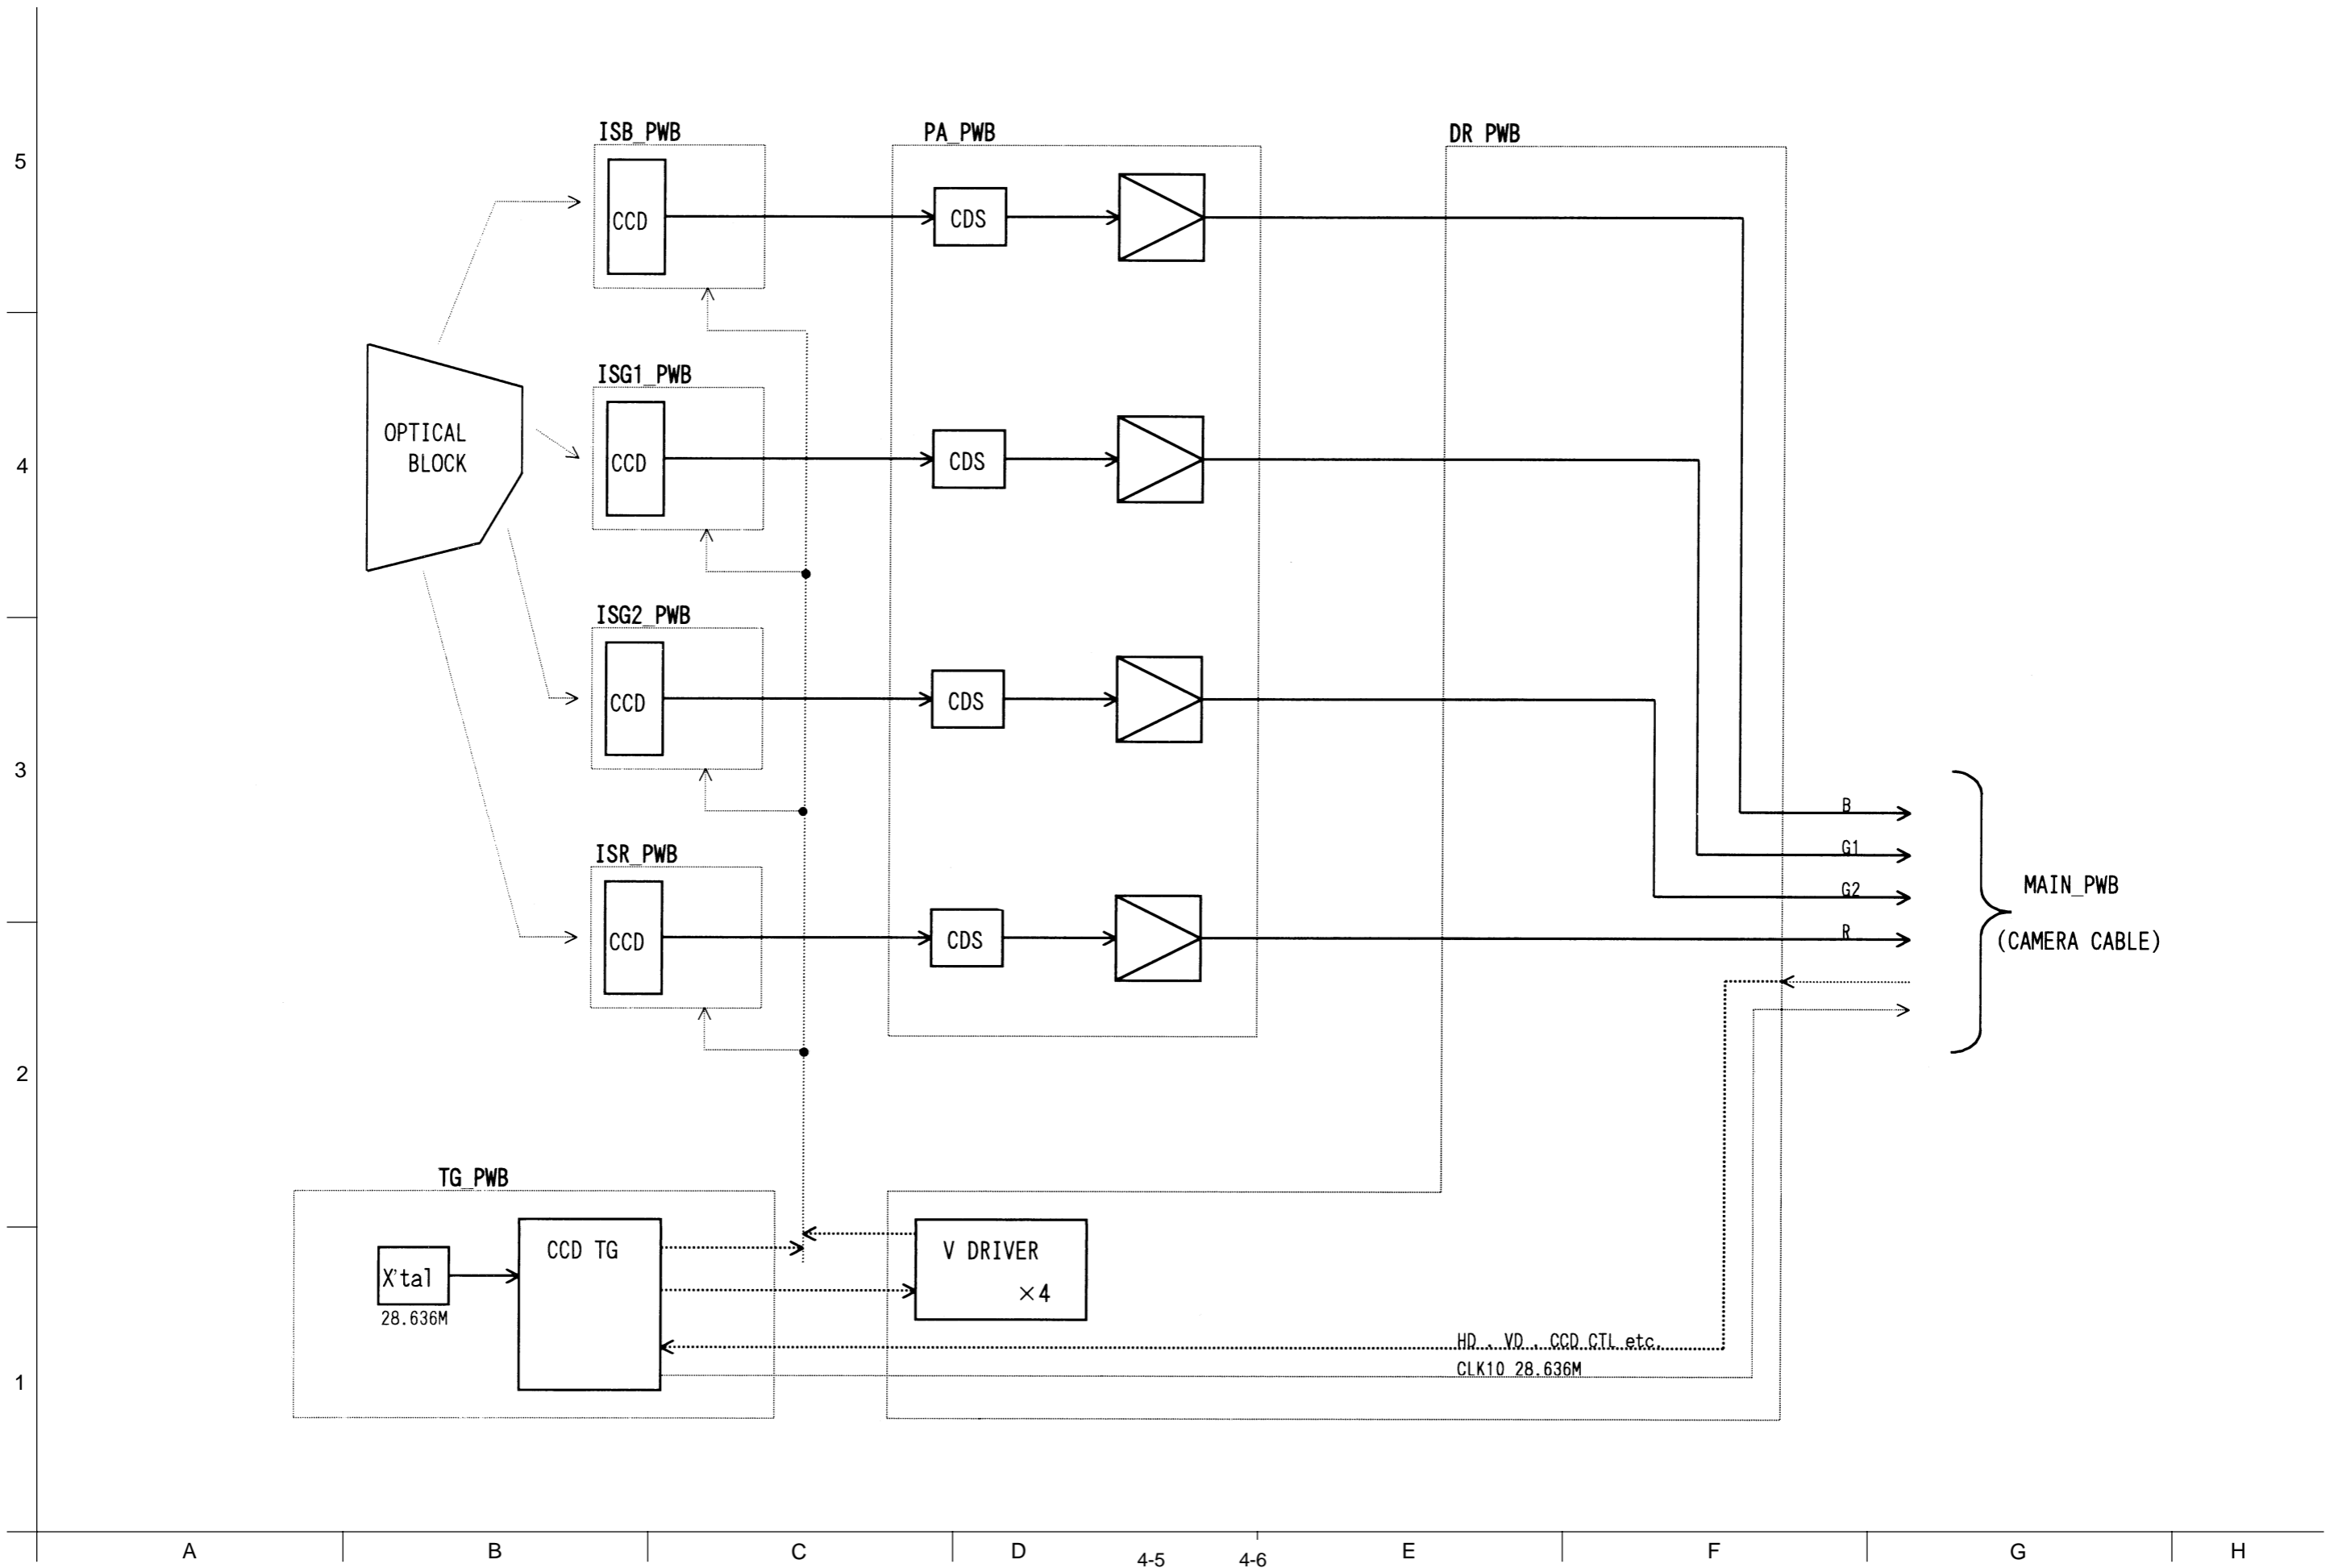 5
ISB_PWB
PA_PWB
DR PWB
CCD
CDS
ISG1_PWB
OPTICAL
BLOCK
4
CCD
CDS
ISG2_PWB
CCD
CDS
3
B
ISR_PWB
G1
G2
MAIN_PWB
R
CCD
CDS
(CAMERA CABLE)
2
TG_PWB
CCD TG
V DRIVER
X'tal
×4
28.636M
HD . VD . CCD CTL etc.
CLK10 28.636M
1
A
B
C
D
4-5
4-6
E
F
G
H